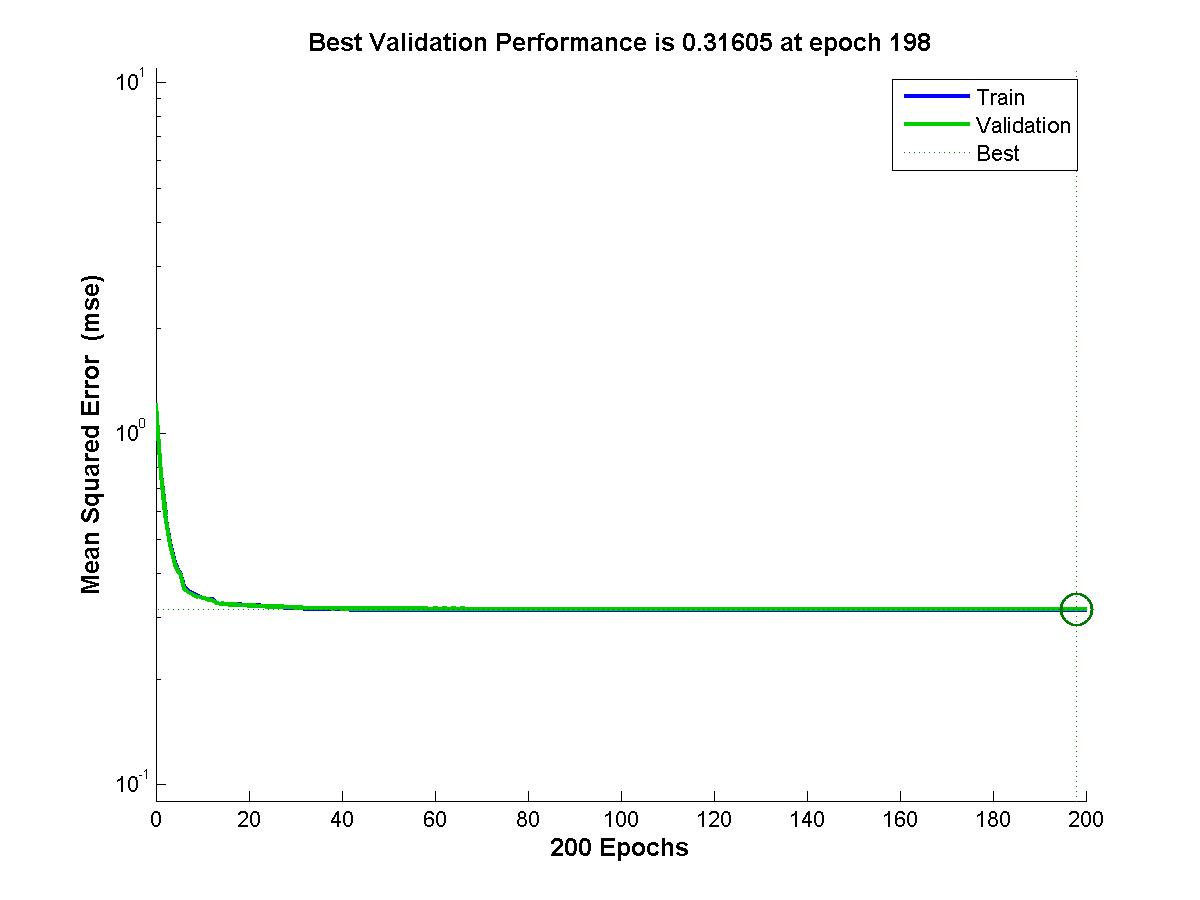 Best Validation Performance is 0.31605 at epoch 198
Train
Validation
Best
Mean Squared Error (mse)
10^1
10^0
10^-1
0 20 40 60 80 100 120 140 160 180 200
200 Epochs